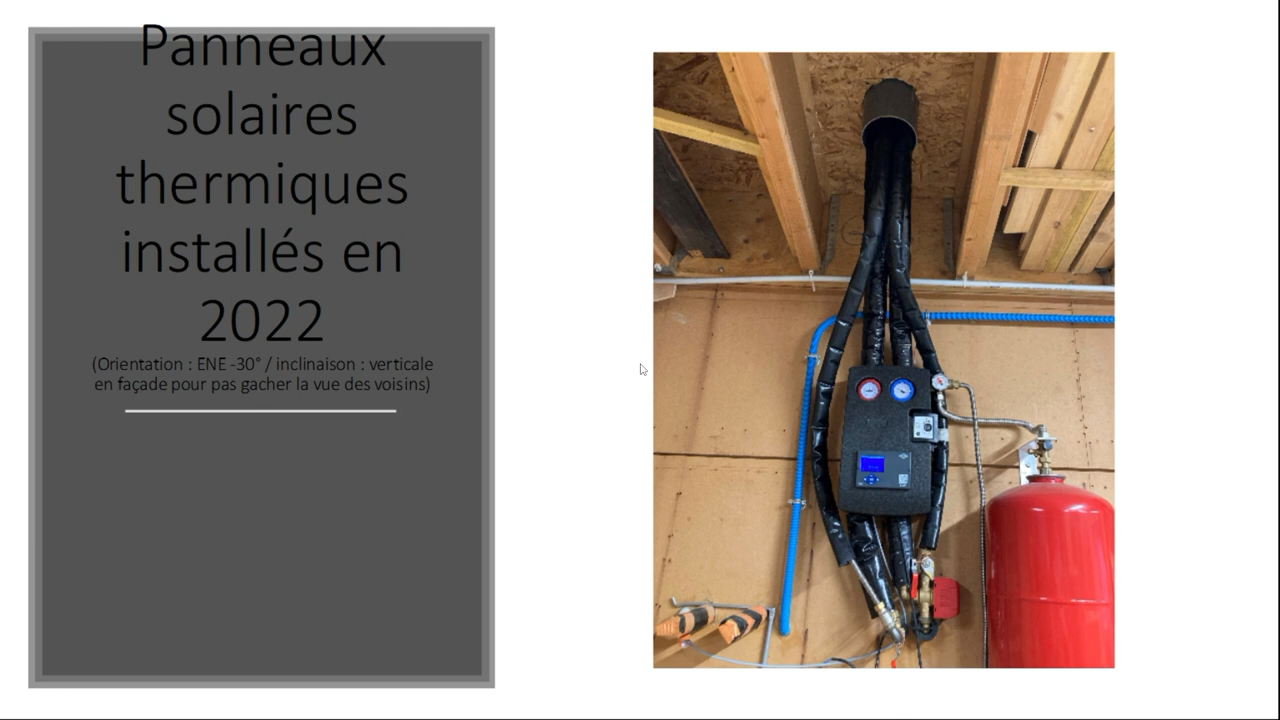 Panneaux
solaires
thermiques
installés en
2022
(Orientation : ENE -30° / inclinaison : verticale
en façade pour pas gacher la vue des voisins)